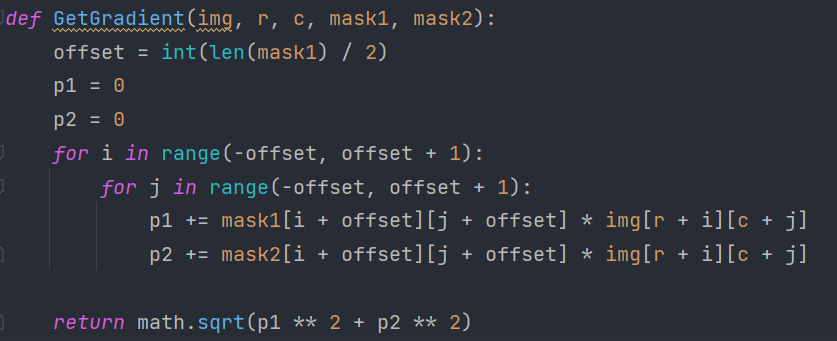 def GetGradient(img, r, c, mask1, mask2):
    offset = int(len(mask1) / 2)
    p1 = 0
    p2 = 0
    for i in range(-offset, offset + 1):
        for j in range(-offset, offset + 1):
            p1 += mask1[i + offset][j + offset] * img[r + i][c + j]
            p2 += mask2[i + offset][j + offset] * img[r + i][c + j]
    return math.sqrt(p1 ** 2 + p2 ** 2)